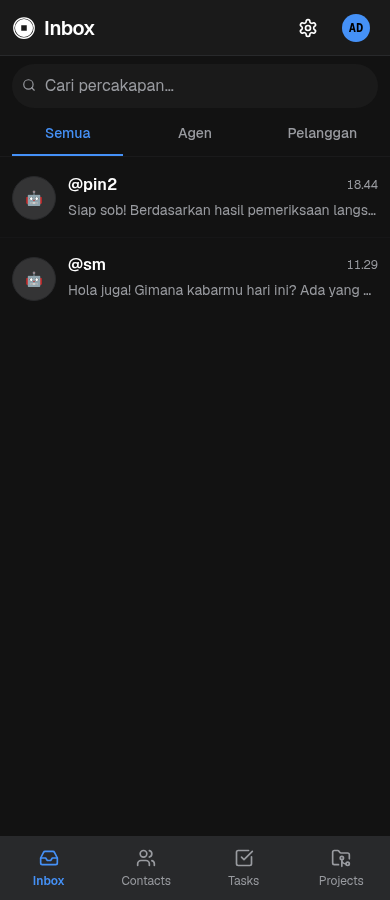 Inbox
AD
Cari percakapan...
Semua
Agen
Pelanggan
@pin2
18.44
Siap sob! Berdasarkan hasil pemeriksaan langs...
@sm
11.29
Hola juga! Gimana kabarmu hari ini? Ada yang ...
Inbox
Contacts
Tasks
Projects